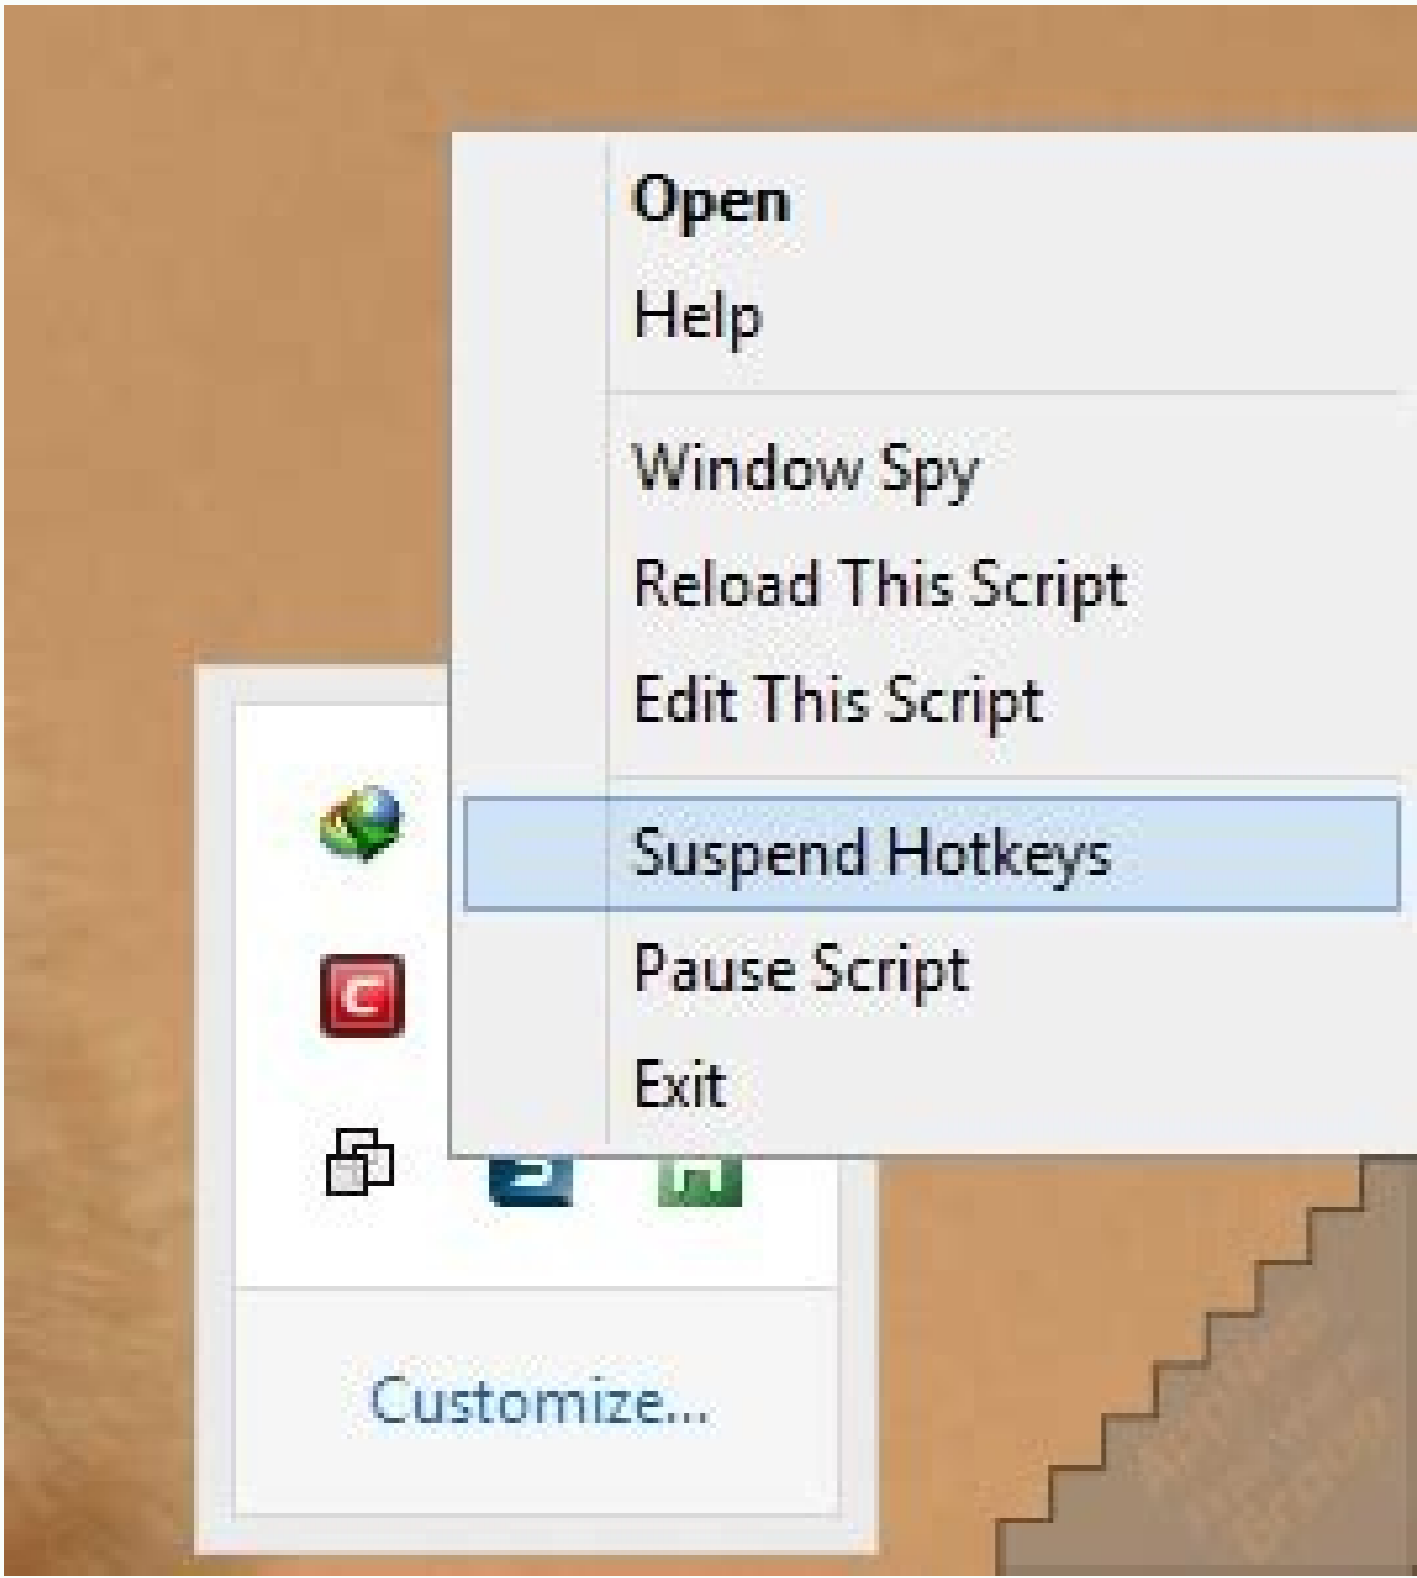 Open
Help
Window Spy
Reload This Script
Edit This Script
Suspend Hotkeys
Pause Script
Exit
C
Customize...